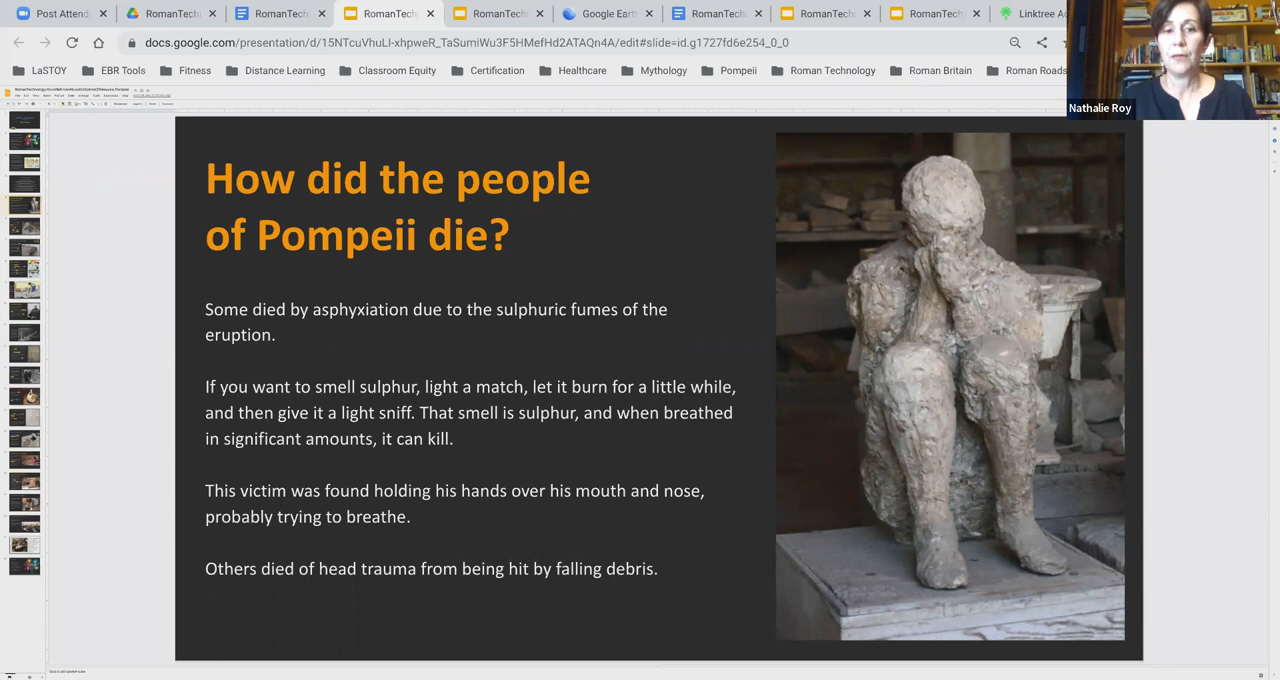 Post Attend
RomanTech
RomanTech
RomanTech
RomanTech
Google Earth
RomanTech
RomanTech
RomanTech
Linktree Ad
docs.google.com/presentation/d/15NTcuVhuLI-xhpweR_TaSumiWu3F5HMefHd2ATAQn4A/edit#slide=id.g1727fd6e254_0_0
LaSTOY
EBR Tools
Fitness
Distance Learning
Classroom Equity
Certification
Healthcare
Mythology
Pompeii
Roman Technology
Roman Britain
Roman Roads
Nathalie Roy
How did the people
of Pompeii die?
Some died by asphyxiation due to the sulphuric fumes of the
eruption.
If you want to smell sulphur, light a match, let it burn for a little while,
and then give it a light sniff. That smell is sulphur, and when breathed
in significant amounts, it can kill.
This victim was found holding his hands over his mouth and nose,
probably trying to breathe.
Others died of head trauma from being hit by falling debris.